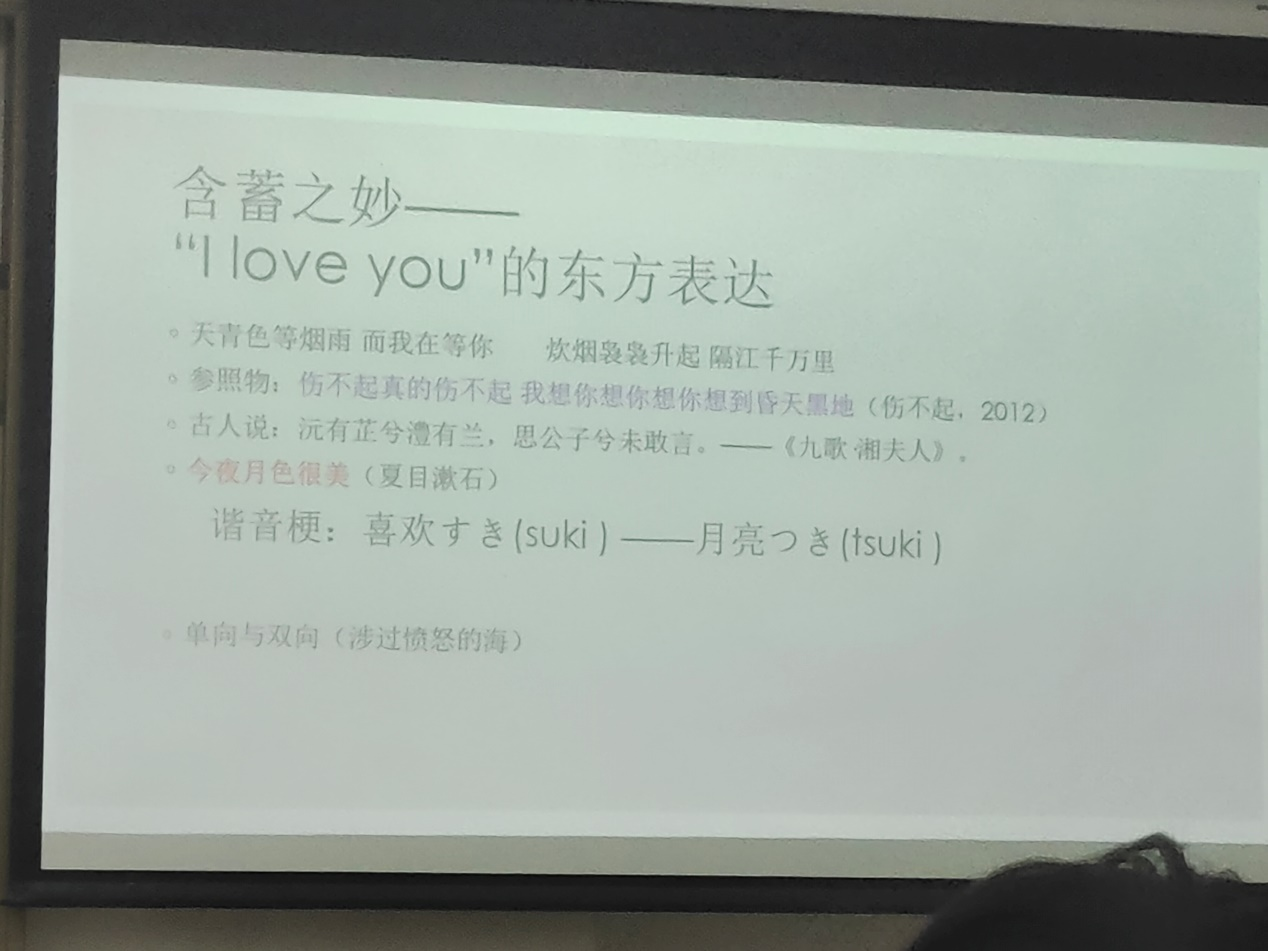 含蓄之妙——
“I love you”的东方表达
天青色等烟雨 而我在等你 炊烟袅袅升起 隔江千万里
参照物：伤不起真的伤不起 我想你想你想你想到昏天黑地（伤不起，2012）
古人说：沅有芷兮澧有兰，思公子兮未敢言。——《九歌·湘夫人》。
今夜月色很美（夏目漱石）
谐音梗：喜欢すき(suki )——月亮つき(tsuki )
单向与双向（涉过愤怒的海）